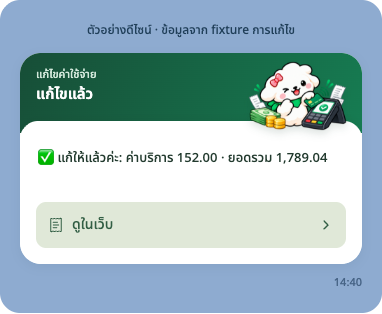 ตัวอย่างดีไซน์ · ข้อมูลจาก fixture การแก้ไข
แก้ไขค่าใช้จ่าย
แก้ไขแล้ว
✅ แก้ให้แล้วค่ะ: ค่าบริการ 152.00 · ยอดรวม 1,789.04
ดูในเว็บ
14:40